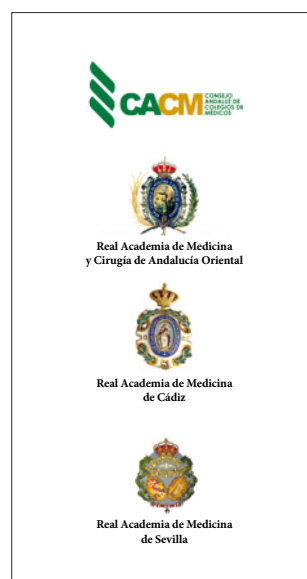 CACM
CONSEJO
ANDALUZ DE
COLEGIOS DE
MÉDICOS
Real Academia de Medicina
y Cirugía de Andalucía Oriental
Real Academia de Medicina
de Cádiz
Real Academia de Medicina
de Sevilla